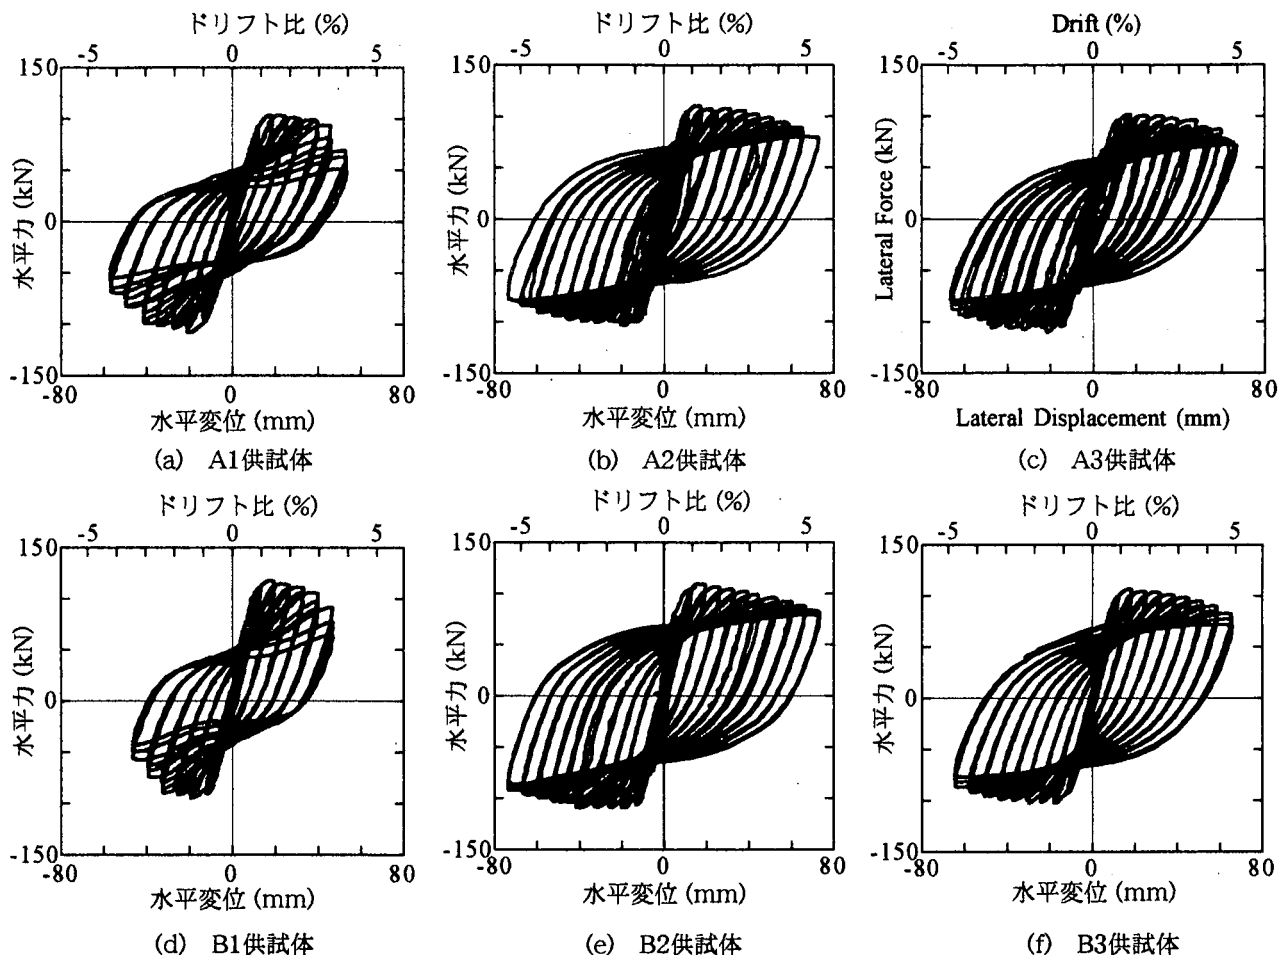 ドリフト比 (%)
-5 0 5
150
0
-150
水平力 (kN)
-80 0 80
水平変位 (mm)
(a) A1供試体
ドリフト比 (%)
-5 0 5
150
0
-150
水平力 (kN)
-80 0 80
水平変位 (mm)
(b) A2供試体
Drift (%)
-5 0 5
150
0
-150
Lateral Force (kN)
-80 0 80
Lateral Displacement (mm)
(c) A3供試体
ドリフト比 (%)
-5 0 5
150
0
-150
水平力 (kN)
-80 0 80
水平変位 (mm)
(d) B1供試体
ドリフト比 (%)
-5 0 5
150
0
-150
水平力 (kN)
-80 0 80
水平変位 (mm)
(e) B2供試体
ドリフト比 (%)
-5 0 5
150
0
-150
水平力 (kN)
-80 0 80
水平変位 (mm)
(f) B3供試体